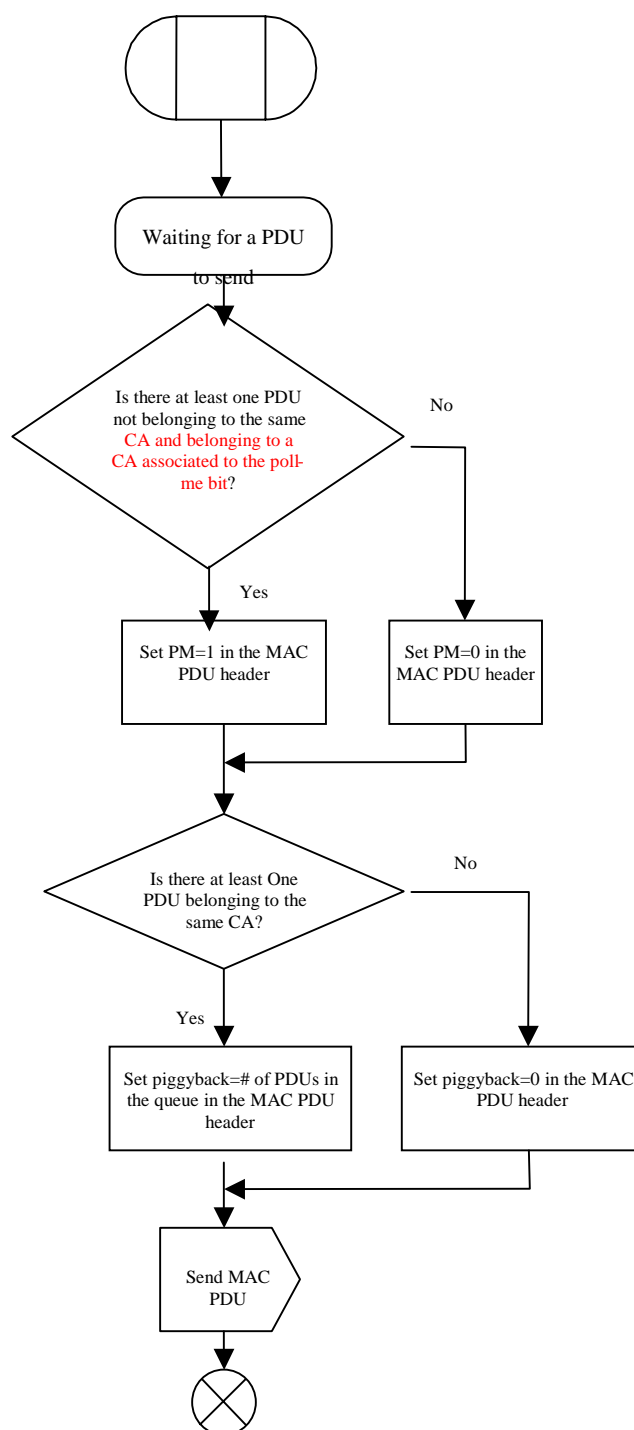 Waiting for a PDU
to send
Is there at least one PDU
not belonging to the same
CA and belonging to a
CA associated to the poll-
me bit?
No
Yes
Set PM=1 in the MAC
PDU header
Set PM=0 in the
MAC PDU header
Is there at least One
PDU belonging to the
same CA?
No
Yes
Set piggyback=# of PDUs in
the queue in the MAC PDU
header
Set piggyback=0 in the MAC
PDU header
Send MAC
PDU